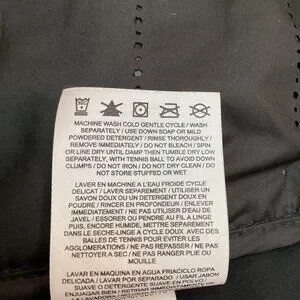 MACHINE WASH COLD GENTLE CYCLE / WASH
SEPARATELY / USE DOWN SOAP OR MILD
POWDERED DETERGENT / RINSE THOROUGHLY /
REMOVE IMMEDIATELY / DO NOT BLEACH / SPIN
OR LINE DRY UNTIL DAMP THEN TUMBLE DRY LOW
SEPARATELY, WITH TENNIS BALL TO AVOID DOWN
CLUMPS / DO NOT IRON / DO NOT DRY CLEAN / DO
NOT STORE STUFFED OR WET
LAVER EN MACHINE A L'EAU FROIDE CYCLE
DELICAT / LAVER SEPAREMENT / UTILISER UN
SAVON DOUX OU UN DETERGENT DOUX EN
POUDRE / RINCER EN PROFONDEUR / ENLEVER
IMMEDIATEMENT / NE PAS UTILISER D'EAU DE
JAVEL / ESSORER OU PENDRE AU FIL A LINGE
PUIS, ENCORE HUMIDE, METTRE SEPAREMENT
DANS LE SECHE-LINGE A CYCLE DOUX AVEC DES
BALLES DE TENNIS POUR EVITER LES
AGGLOMERATIONS / NE PAS REPASSER / NE PAS
NETTOYER A SEC / NE PAS RANGER PLIE OU
MOUILLE
LAVAR EN MAQUINA EN AGUA FRIA/CICLO ROPA
DELICADA / LAVAR POR SEPARADO / USAR JABON
SUAVE O DETERGENTE SUAVE EN POLVO /